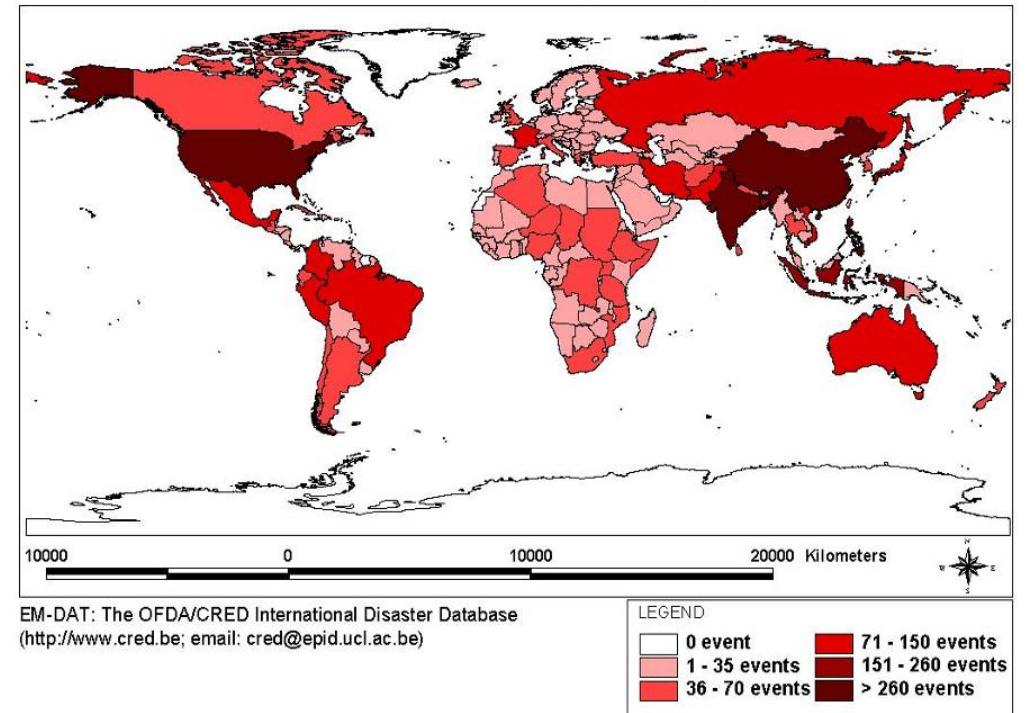 10000 0 10000 20000 Kilometers
N
W E
S
EM-DAT: The OFDA/CRED International Disaster Database
(http://www.cred.be; email: cred@epid.ucl.ac.be)
LEGEND
0 event
1 - 35 events
36 - 70 events
71 - 150 events
151 - 260 events
> 260 events